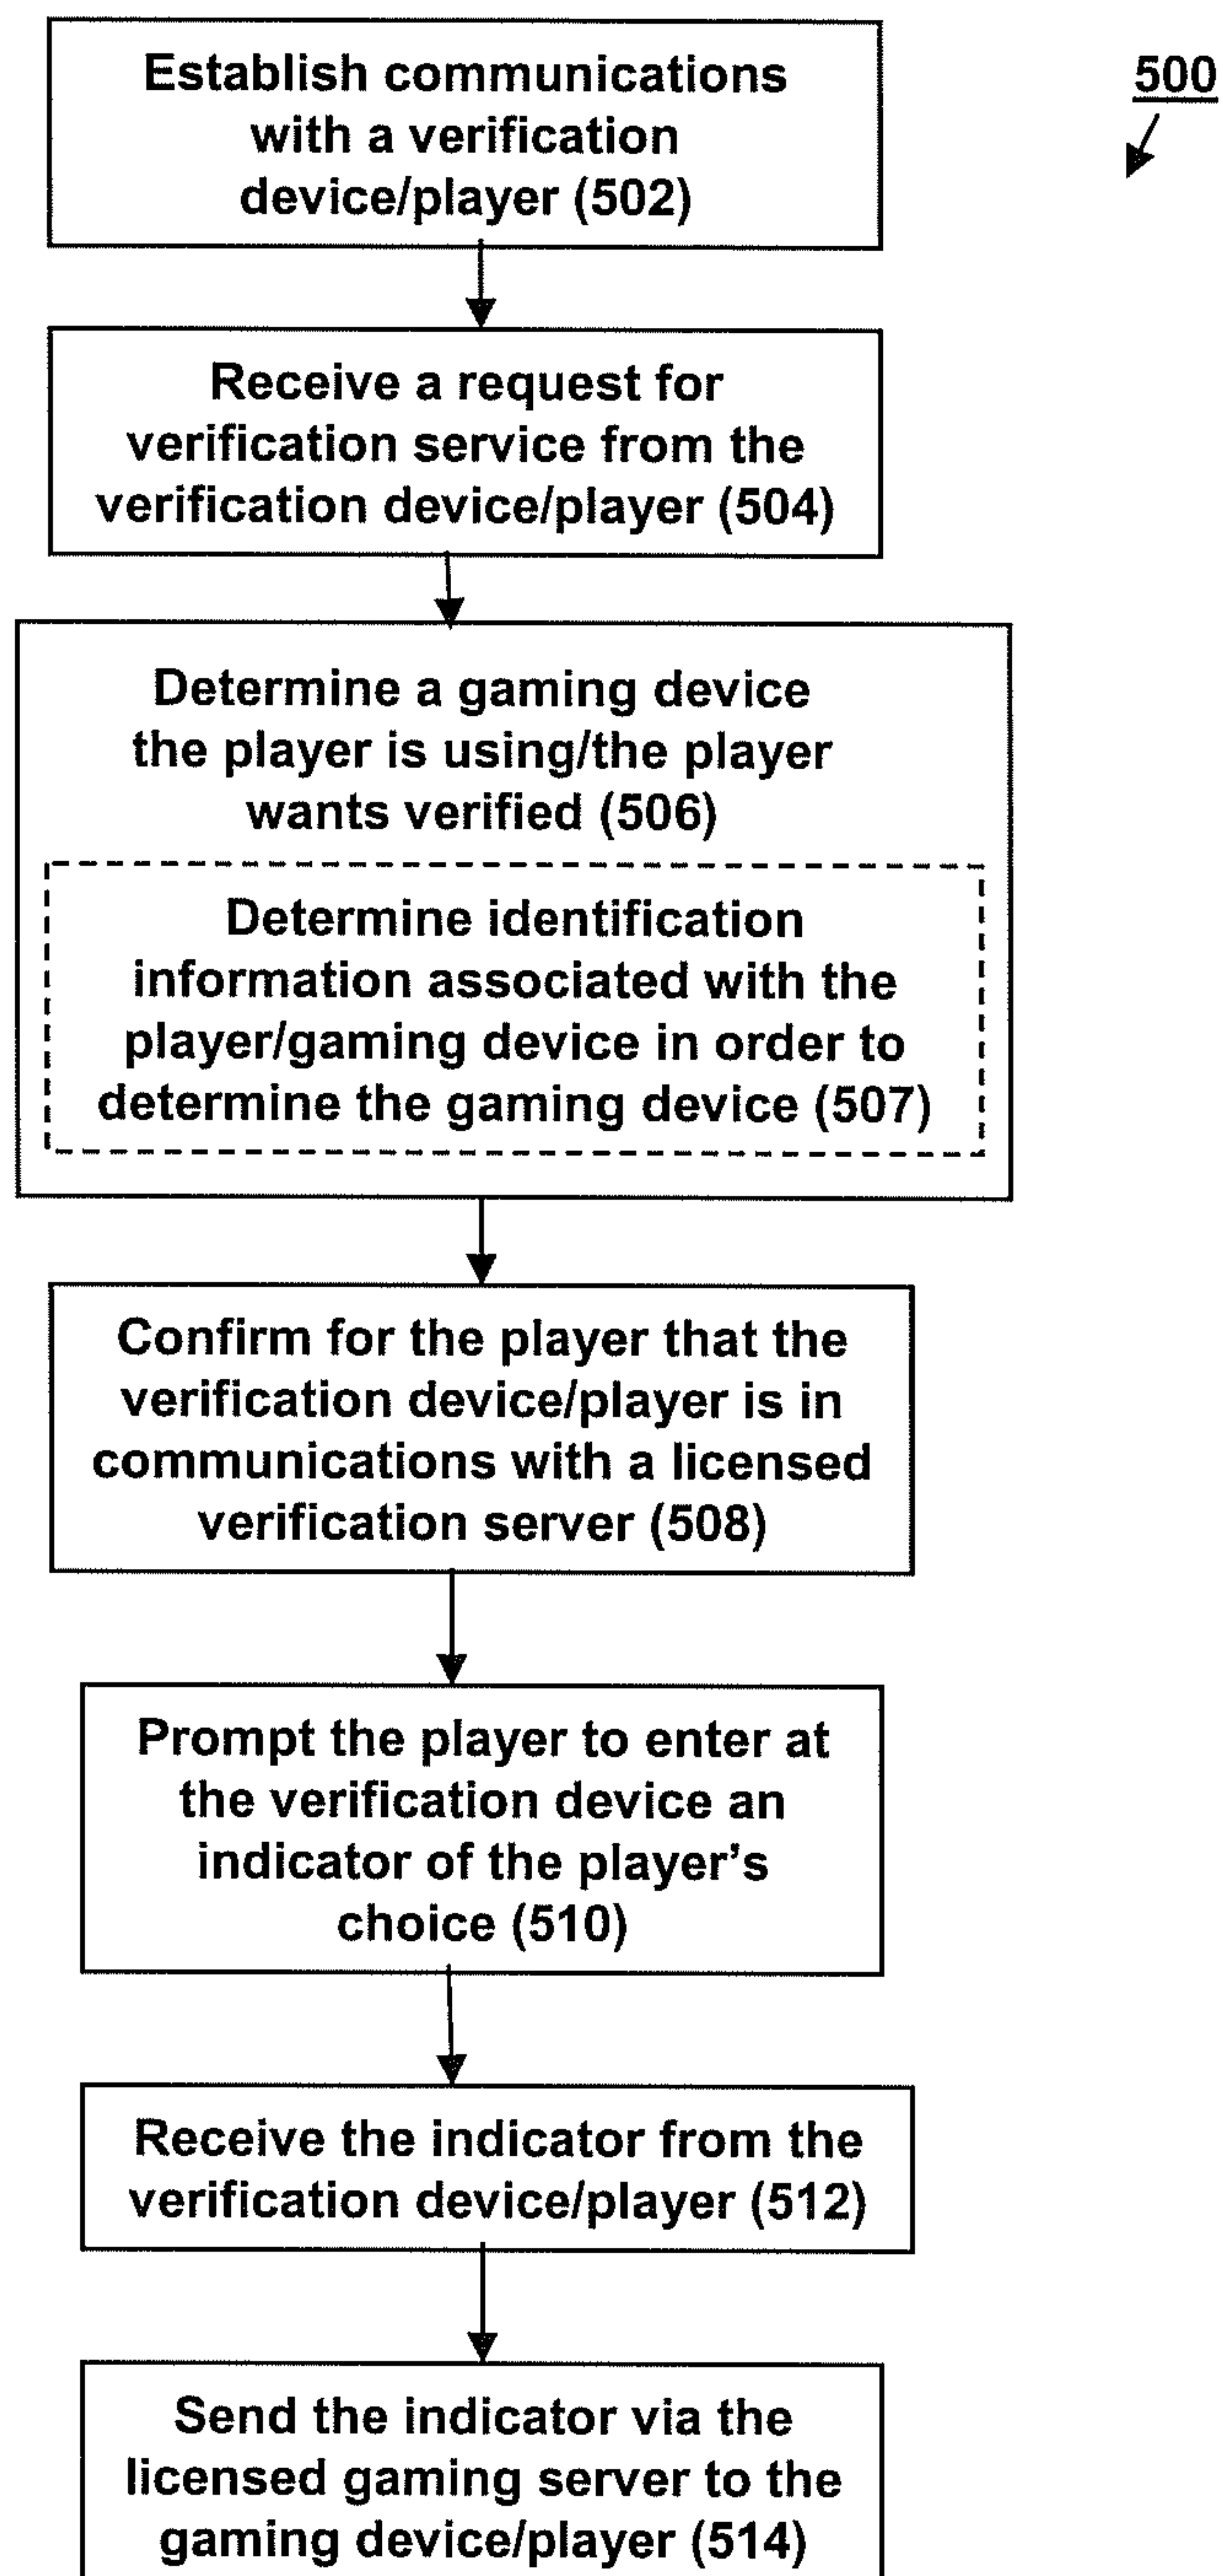 500
Establish communications
with a verification
device/player (502)
Receive a request for
verification service from the
verification device/player (504)
Determine a gaming device
the player is using/the player
wants verified (506)
Determine identification
information associated with the
player/gaming device in order to
determine the gaming device (507)
Confirm for the player that the
verification device/player is in
communications with a licensed
verification server (508)
Prompt the player to enter at
the verification device an
indicator of the player’s
choice (510)
Receive the indicator from the
verification device/player (512)
Send the indicator via the
licensed gaming server to the
gaming device/player (514)